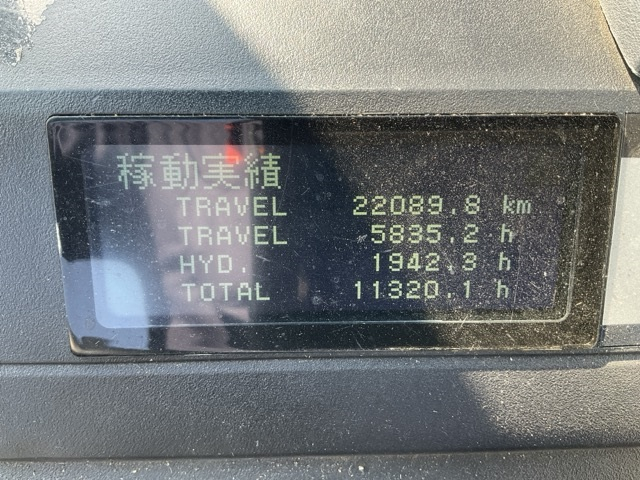 稼動実績
TRAVEL 22089.8 km
TRAVEL 5835.2 h
HYD. 1942.3 h
TOTAL 11320.1 h